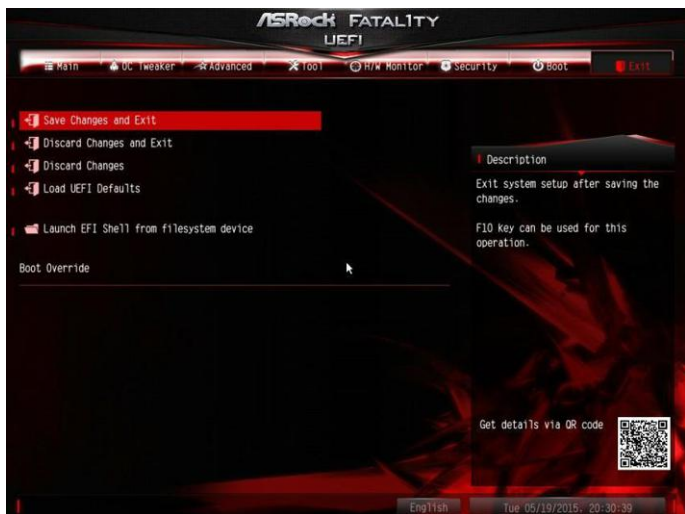 ASRock FATAL1TY
UEFI
Main OC Tweaker Advanced Tool H/W Monitor Security Boot Exit
Save Changes and Exit
Discard Changes and Exit
Discard Changes
Load UEFI Defaults
Launch EFI Shell from filesystem device
Boot Override
Description
Exit system setup after saving the
changes.
F10 key can be used for this
operation.
Get details via QR code
English Tue 05/19/2015. 20:30:39